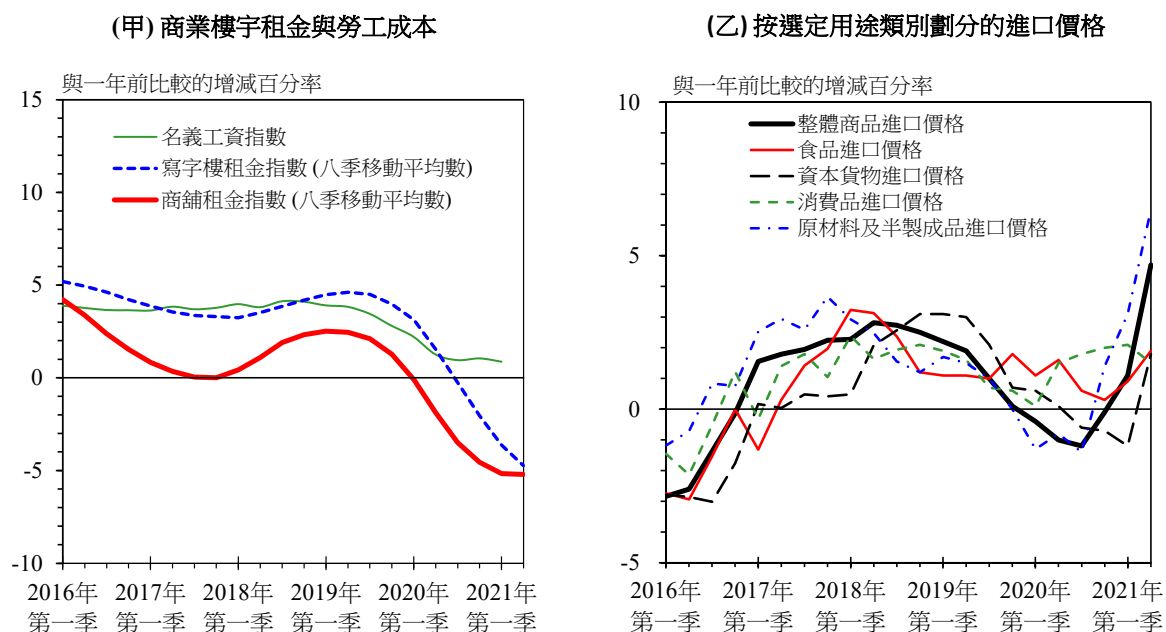 (甲) 商業樓宇租金與勞工成本
與一年前比較的增減百分率
15
10
5
0
-5
-10
名義工資指數
寫字樓租金指數 (八季移動平均數)
商舖租金指數 (八季移動平均數)
2016年 2017年 2018年 2019年 2020年 2021年
第一季 第一季 第一季 第一季 第一季 第一季
(乙) 按選定用途類別劃分的進口價格
與一年前比較的增減百分率
10
5
0
-5
整體商品進口價格
食品進口價格
資本貨物進口價格
消費品進口價格
原材料及半製成品進口價格
2016年 2017年 2018年 2019年 2020年 2021年
第一季 第一季 第一季 第一季 第一季 第一季